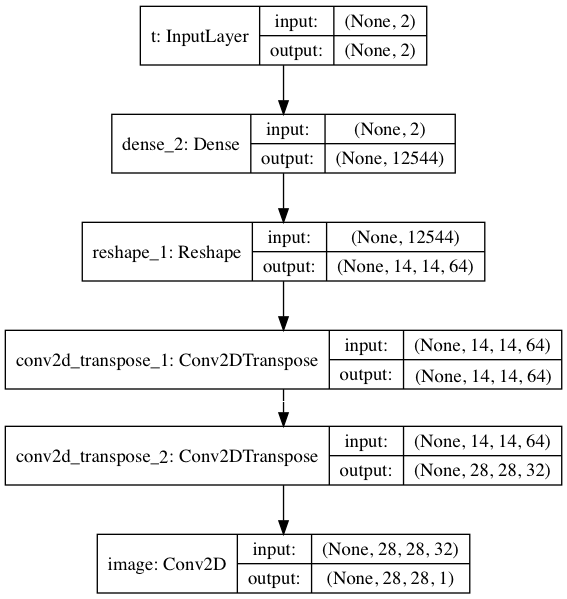 t: InputLayer
input:
(None, 2)
output:
(None, 2)
dense_2: Dense
input:
(None, 2)
output:
(None, 12544)
reshape_1: Reshape
input:
(None, 12544)
output:
(None, 14, 14, 64)
conv2d_transpose_1: Conv2DTranspose
input:
(None, 14, 14, 64)
output:
(None, 14, 14, 64)
conv2d_transpose_2: Conv2DTranspose
input:
(None, 14, 14, 64)
output:
(None, 28, 28, 32)
image: Conv2D
input:
(None, 28, 28, 32)
output:
(None, 28, 28, 1)